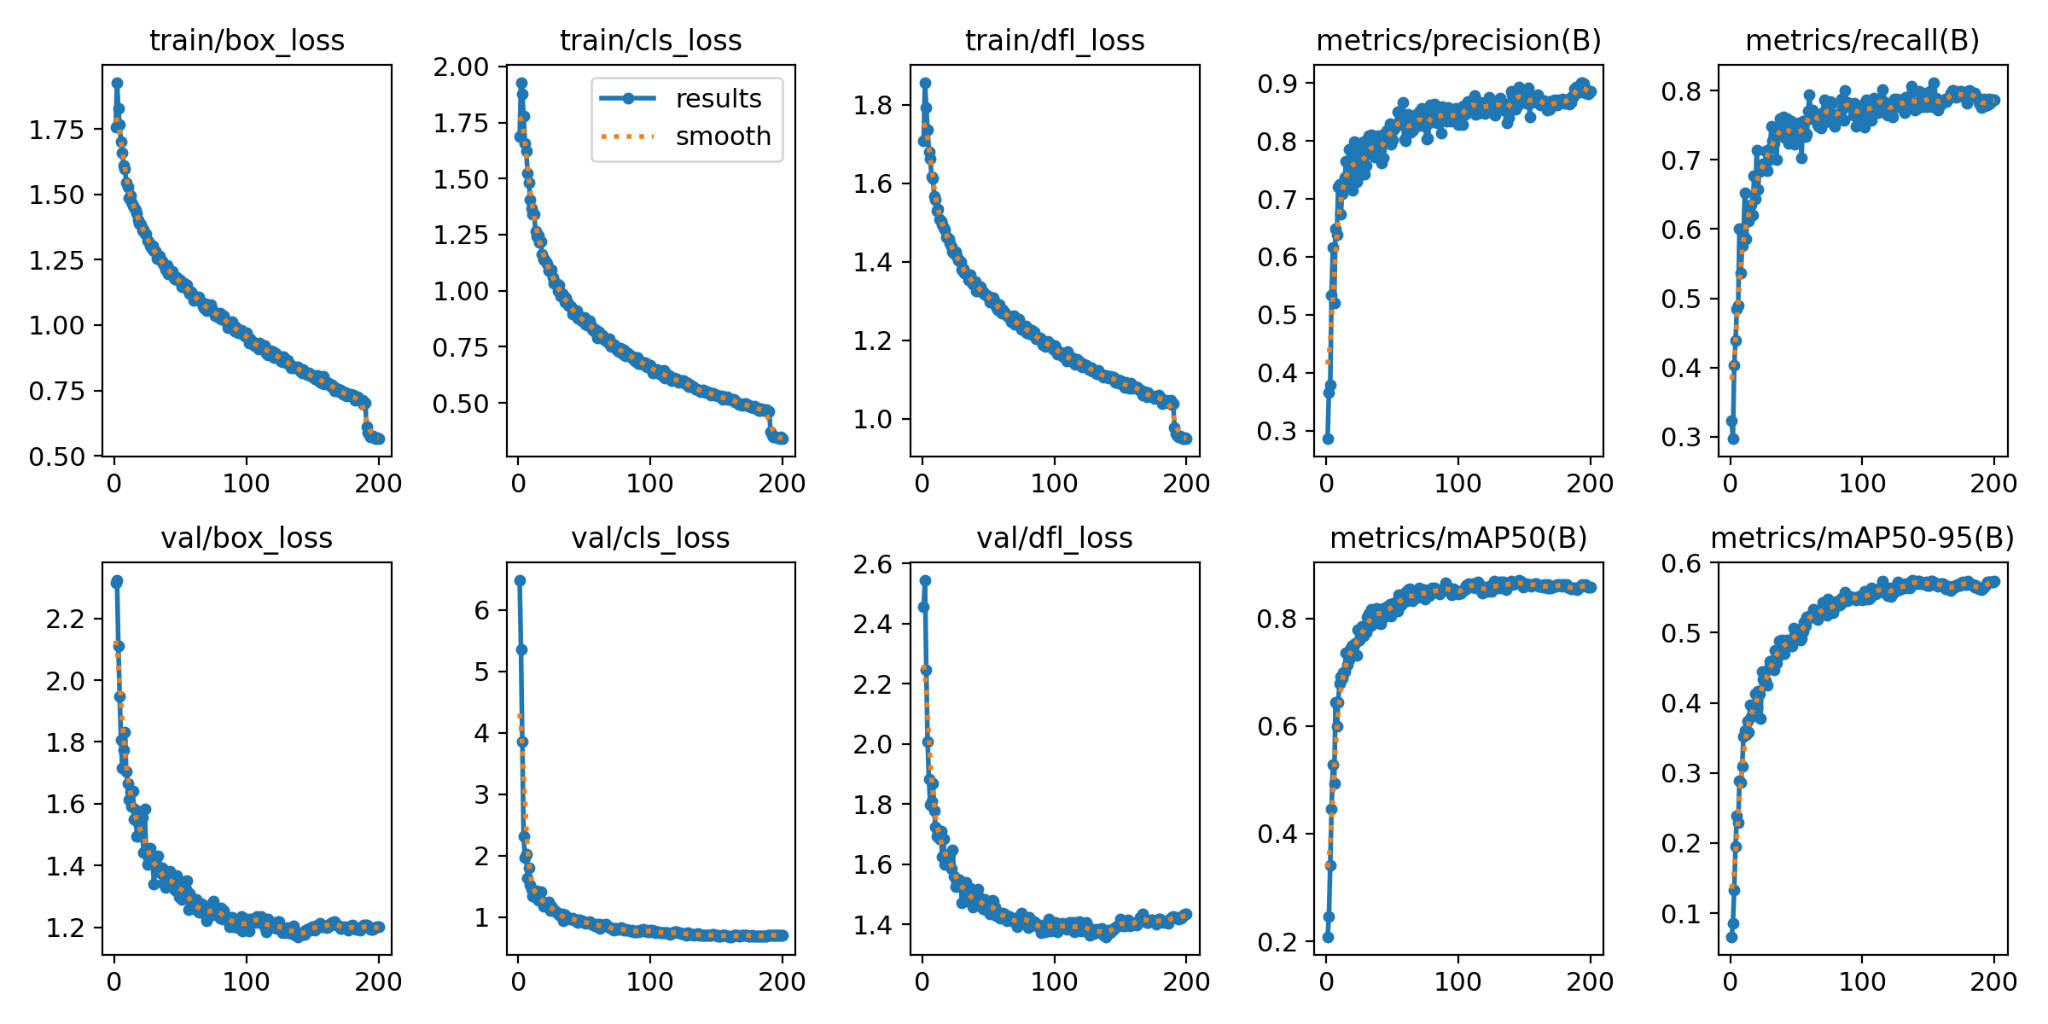 train/box_loss
1.75
1.50
1.25
1.00
0.75
0.50
0 100 200
train/cls_loss
2.00
1.75
1.50
1.25
1.00
0.75
0.50
0 100 200
results
smooth
train/dfl_loss
1.8
1.6
1.4
1.2
1.0
0 100 200
metrics/precision(B)
0.9
0.8
0.7
0.6
0.5
0.4
0.3
0 100 200
metrics/recall(B)
0.8
0.7
0.6
0.5
0.4
0.3
0 100 200
val/box_loss
2.2
2.0
1.8
1.6
1.4
1.2
0 100 200
val/cls_loss
6
5
4
3
2
1
0 100 200
val/dfl_loss
2.6
2.4
2.2
2.0
1.8
1.6
1.4
0 100 200
metrics/mAP50(B)
0.8
0.6
0.4
0.2
0 100 200
metrics/mAP50-95(B)
0.6
0.5
0.4
0.3
0.2
0.1
0 100 200